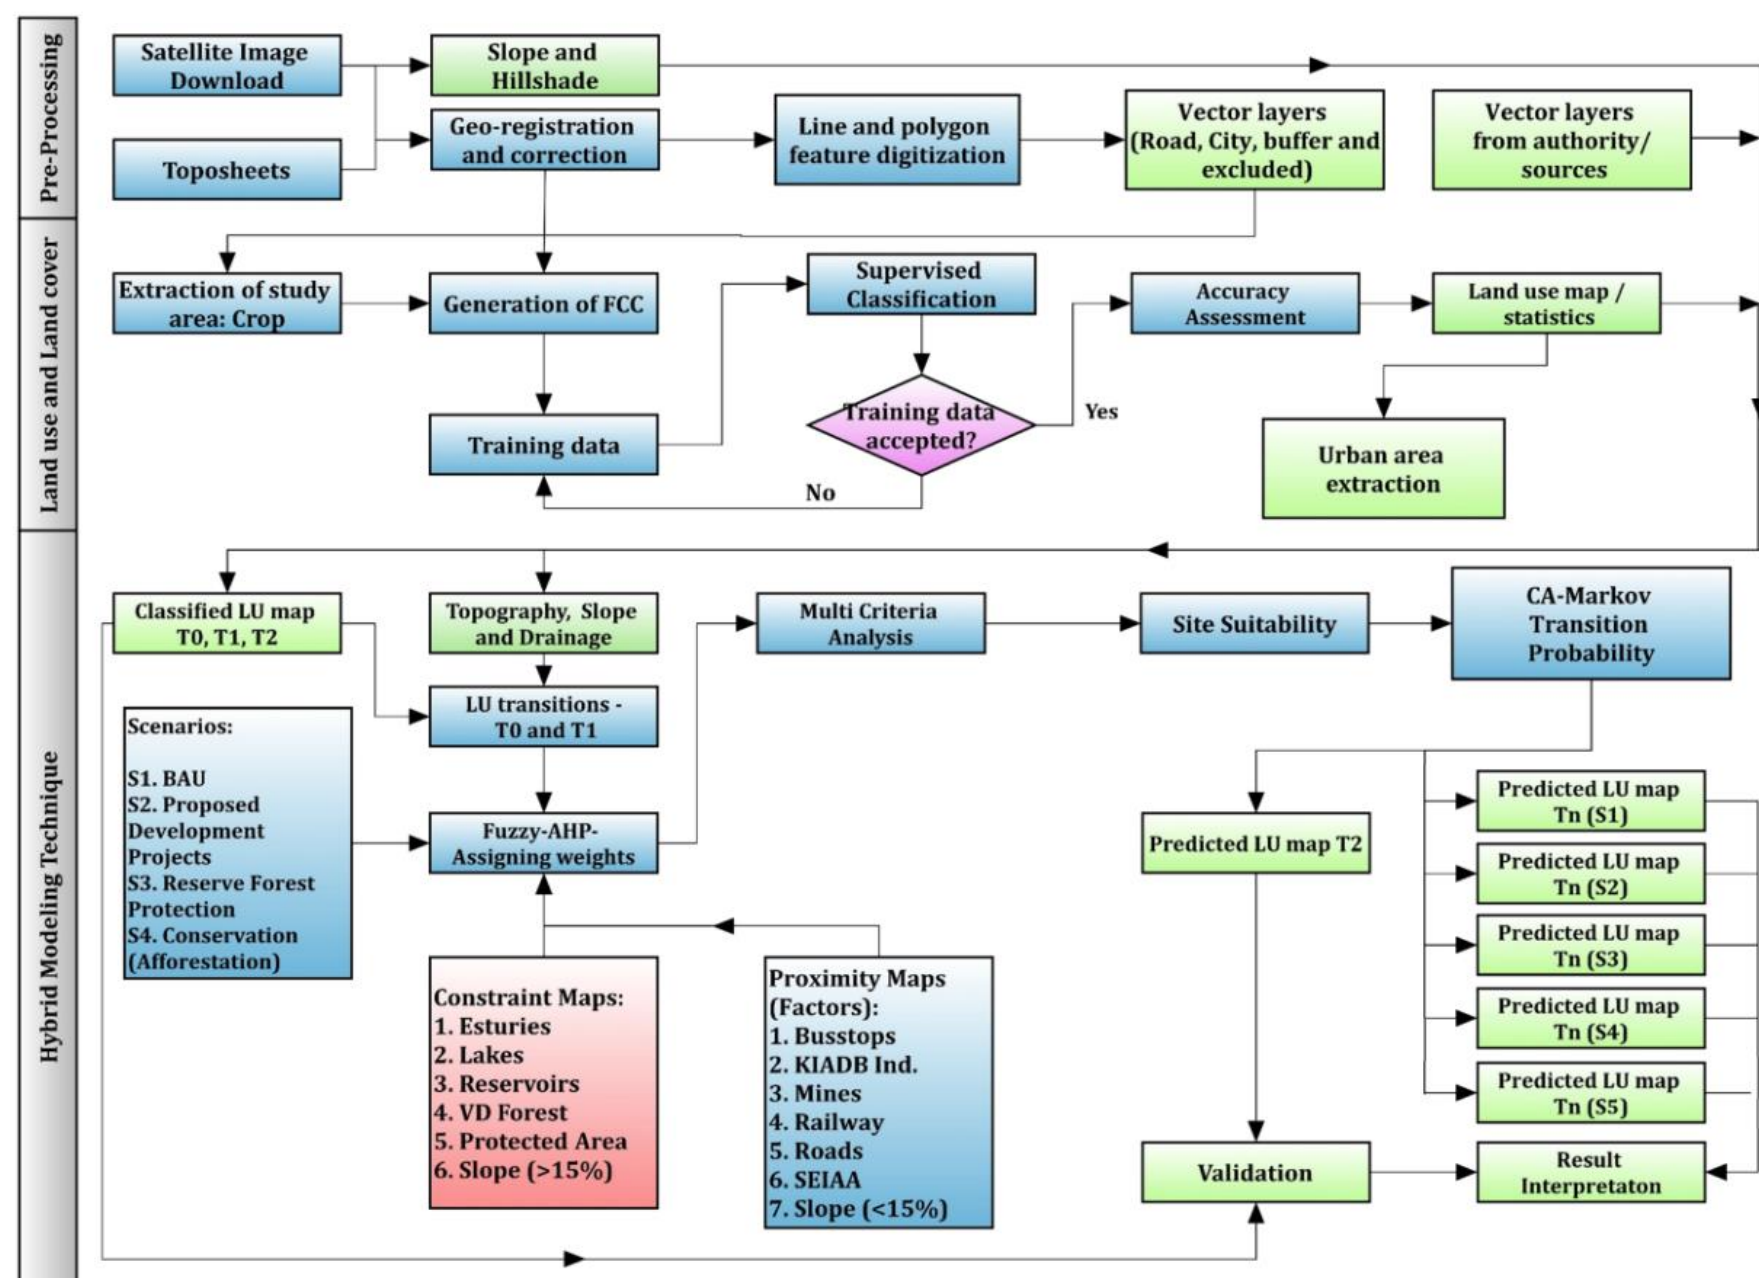 Pre-Processing
Satellite Image
Download
Slope and
Hillshade
Toposheets
Geo-registration
and correction
Line and polygon
feature digitization
Vector layers
(Road, City, buffer and
excluded)
Vector layers
from authority/
sources
Land use and Land cover
Extraction of study
area: Crop
Generation of FCC
Supervised
Classification
Accuracy
Assessment
Land use map /
statistics
Training data
Training data
accepted?
Yes
No
Urban area
extraction
Hybrid Modeling Technique
Classified LU map
T0, T1, T2
Topography, Slope
and Drainage
Multi Criteria
Analysis
Site Suitability
CA-Markov
Transition
Probability
LU transitions -
T0 and T1
Scenarios:
S1. BAU
S2. Proposed
Development
Projects
S3. Reserve Forest
Protection
S4. Conservation
(Afforestation)
Fuzzy-AHP-
Assigning weights
Constraint Maps:
1. Esturies
2. Lakes
3. Reservoirs
4. VD Forest
5. Protected Area
6. Slope (>15%)
Proximity Maps
(Factors):
1. Busstops
2. KIADB Ind.
3. Mines
4. Railway
5. Roads
6. SEIAA
7. Slope (<15%)
Predicted LU map T2
Predicted LU map
Tn (S1)
Predicted LU map
Tn (S2)
Predicted LU map
Tn (S3)
Predicted LU map
Tn (S4)
Predicted LU map
Tn (S5)
Validation
Result
Interpretaton